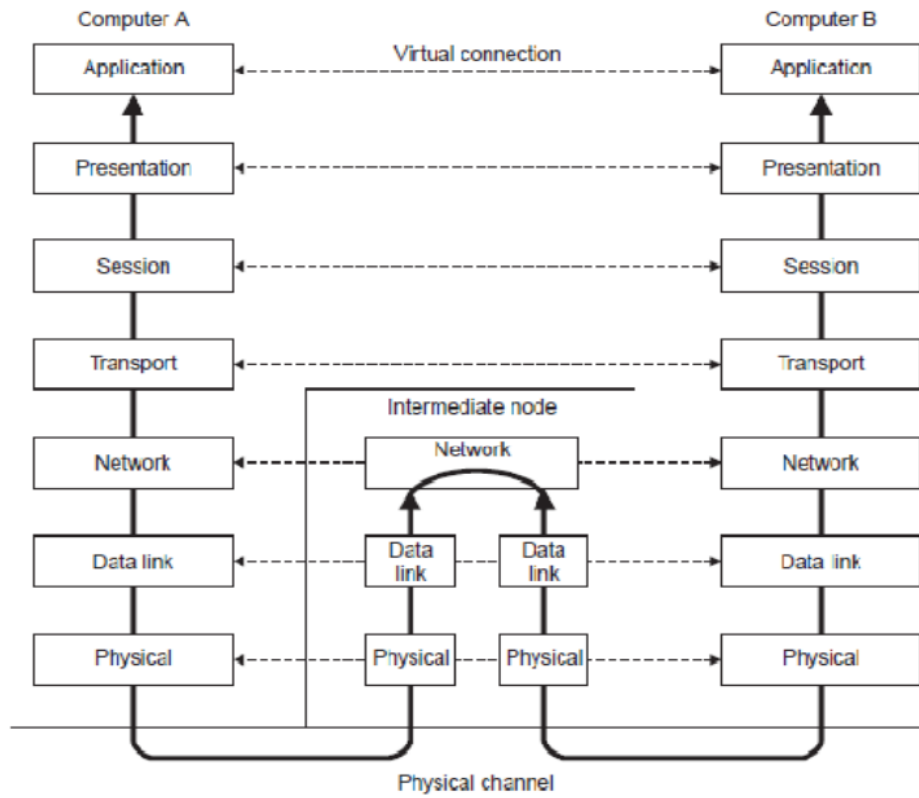 Computer A
Computer B
Application
Virtual connection
Application
Presentation
Presentation
Session
Session
Transport
Transport
Intermediate node
Network
Network
Network
Data link
Data
link
Data
link
Data link
Physical
Physical
Physical
Physical
Physical channel